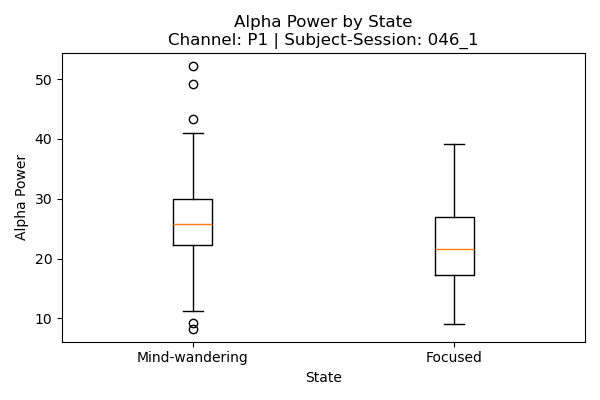 Alpha Power by State
Channel: P1 | Subject-Session: 046_1
Alpha Power
50
40
30
20
10
Mind-wandering
Focused
State